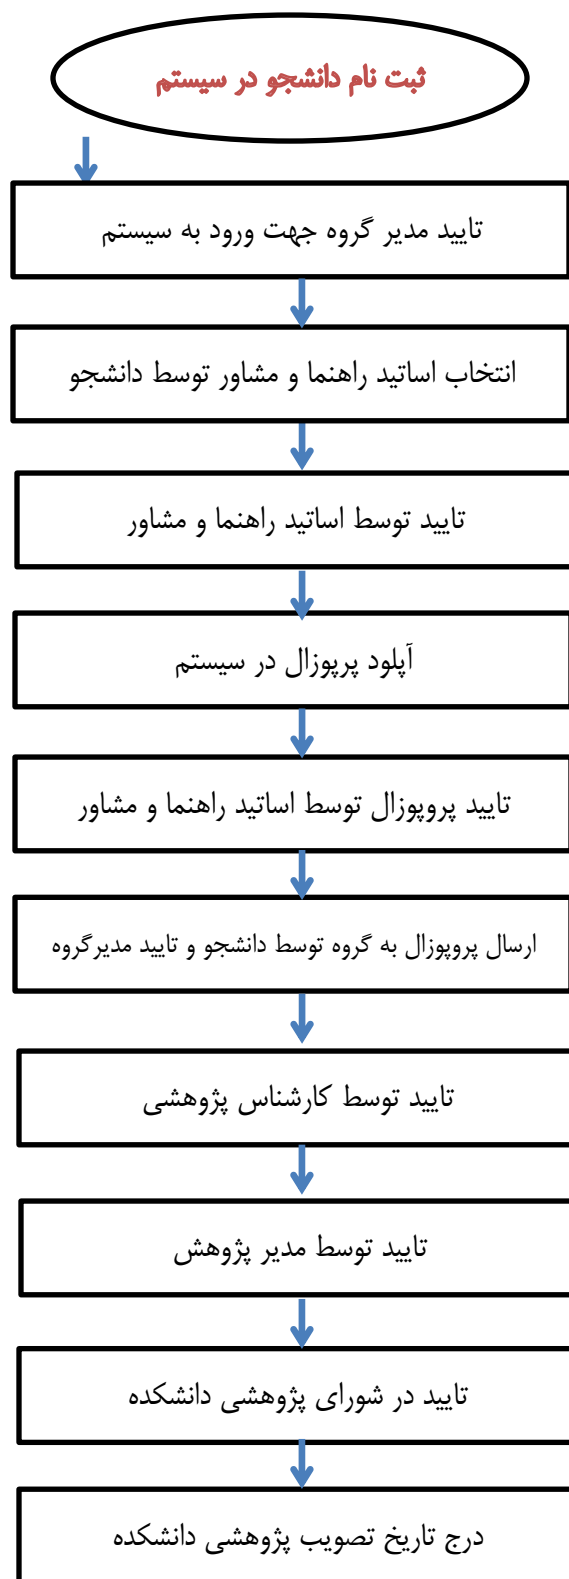 ثبت نام دانشجو در سیستم
تایید مدیر گروه جهت ورود به سیستم
انتخاب اساتید راهنما و مشاور توسط دانشجو
تایید توسط اساتید راهنما و مشاور
آپلود پرپوزال در سیستم
تایید پروپوزال توسط اساتید راهنما و مشاور
ارسال پروپوزال به گروه توسط دانشجو و تایید مدیرگروه
تایید توسط کارشناس پژوهشی
تایید توسط مدیر پژوهش
تایید در شورای پژوهشی دانشکده
درج تاریخ تصویب پژوهشی دانشکده